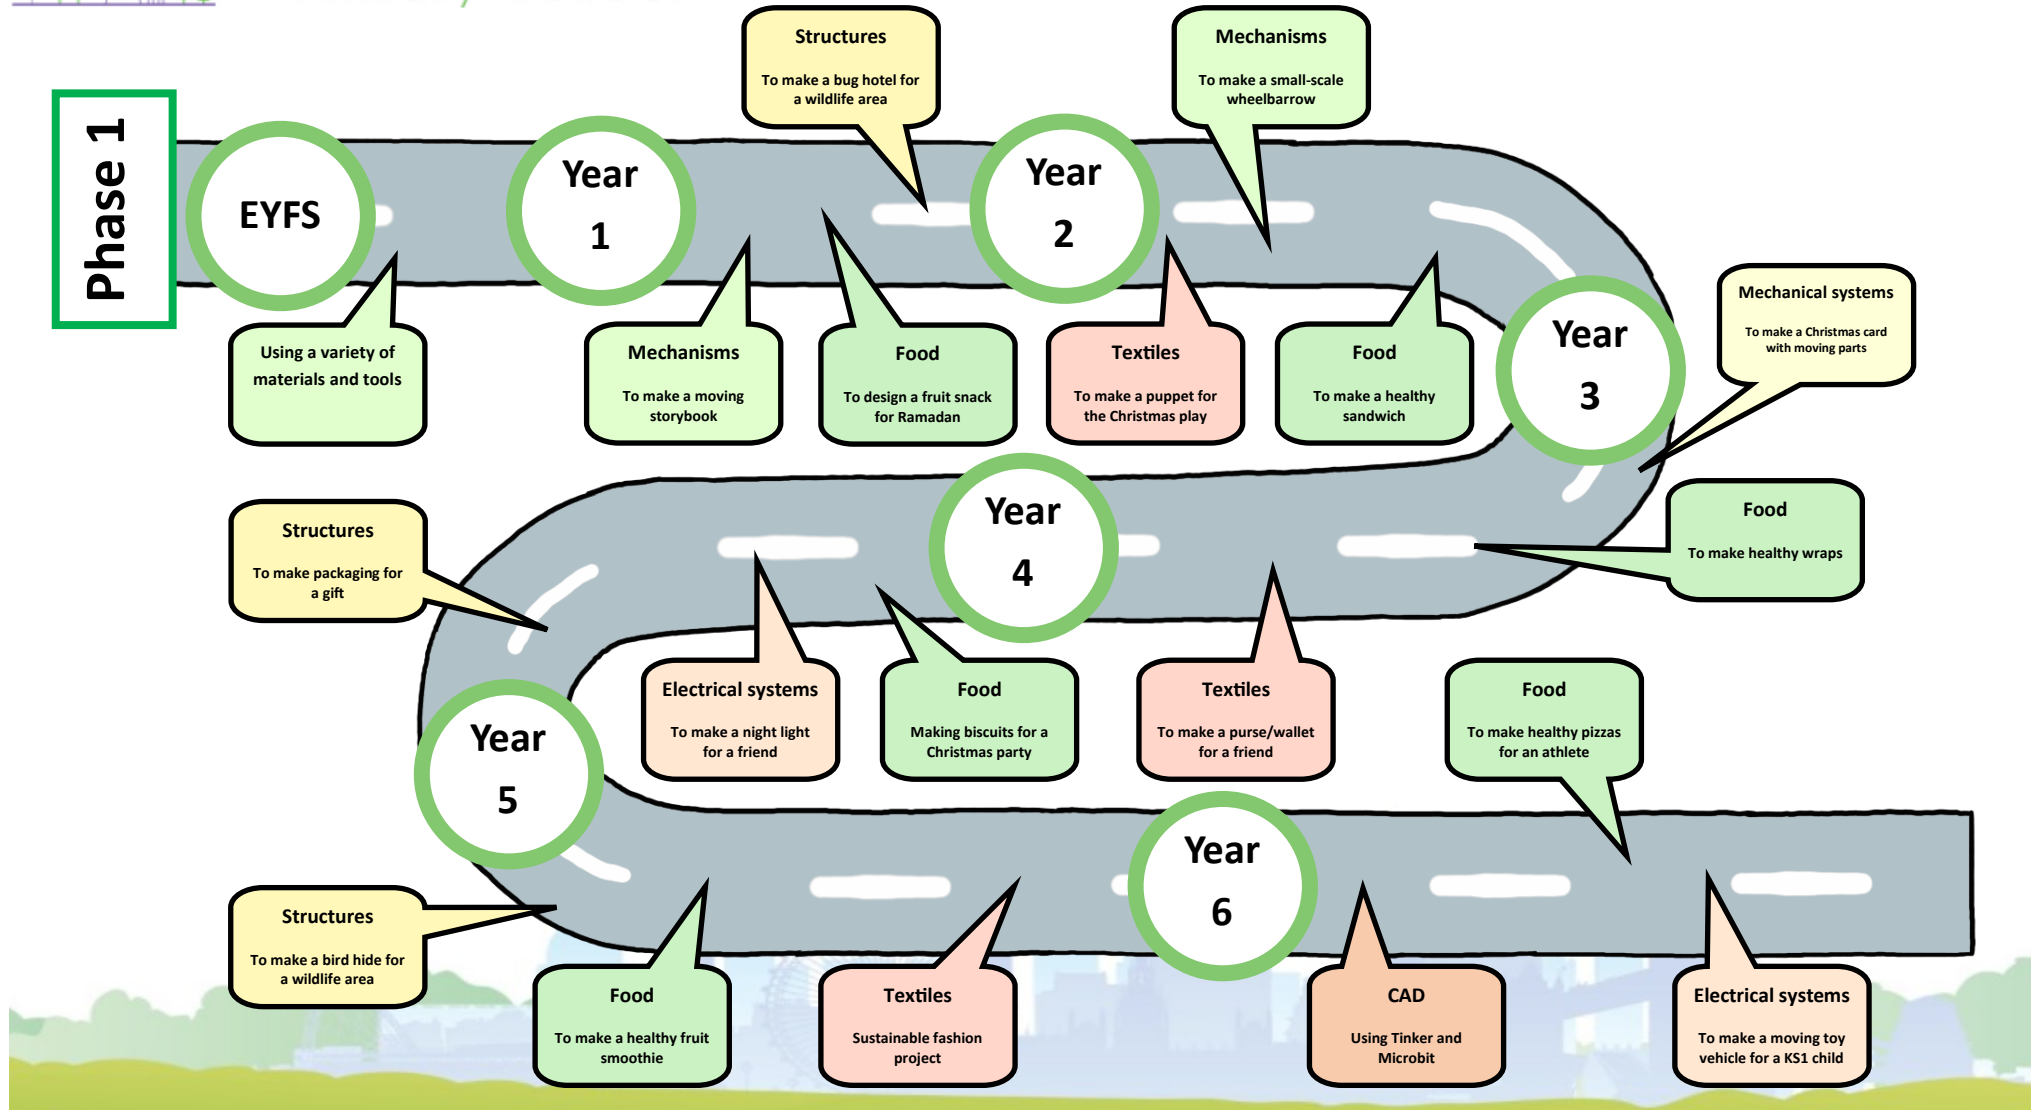 Phase 1
EYFS
Using a variety of
materials and tools
Year
1
Mechanisms
To make a moving
storybook
Food
To design a fruit snack
for Ramadan
Structures
To make a bug hotel for
a wildlife area
Year
2
Textiles
To make a puppet for
the Christmas play
Mechanisms
To make a small-scale
wheelbarrow
Food
To make a healthy
sandwich
Year
3
Mechanical systems
To make a Christmas card
with moving parts
Food
To make healthy wraps
Textiles
To make a purse/wallet
for a friend
Year
4
Food
Making biscuits for a
Christmas party
Electrical systems
To make a night light
for a friend
Structures
To make packaging for
a gift
Year
5
Structures
To make a bird hide for
a wildlife area
Food
To make a healthy fruit
smoothie
Textiles
Sustainable fashion
project
Year
6
CAD
Using Tinker and
Microbit
Food
To make healthy pizzas
for an athlete
Electrical systems
To make a moving toy
vehicle for a KS1 child